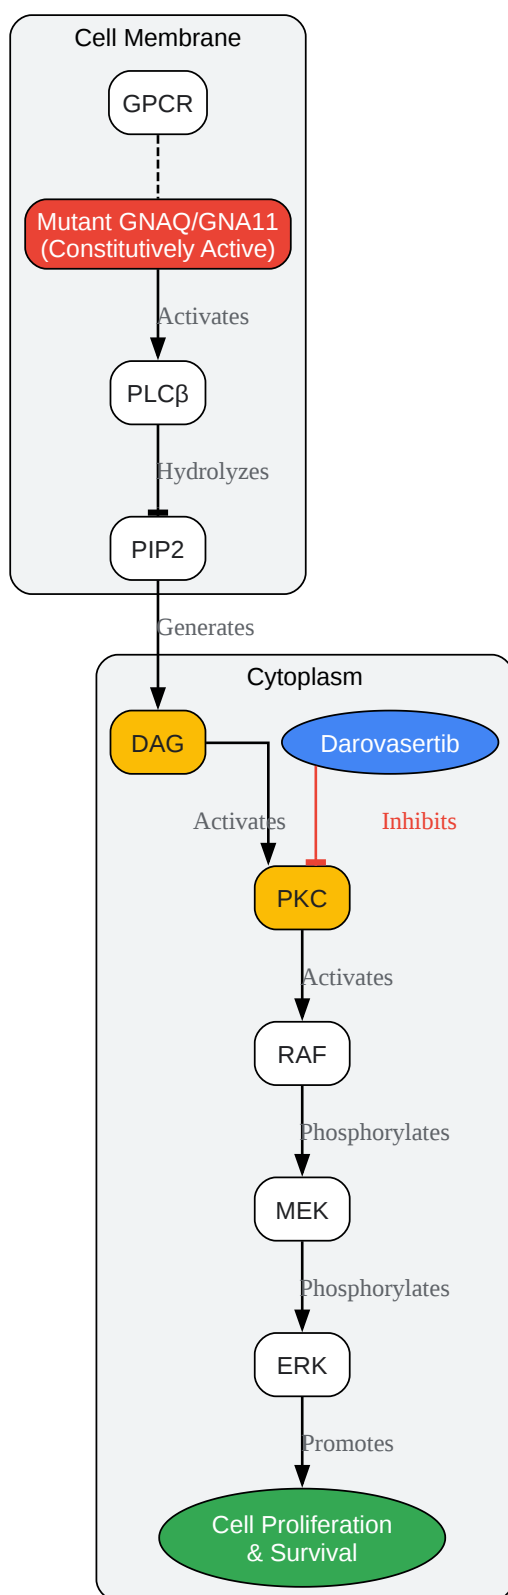 Cell Membrane
GPCR
Mutant GNAQ/GNA11
(Constitutively Active)
Activates
PLCβ
Hydrolyzes
PIP2
Generates
Cytoplasm
DAG
Darovasertib
Activates
Inhibits
PKC
Activates
RAF
Phosphorylates
MEK
Phosphorylates
ERK
Promotes
Cell Proliferation
& Survival